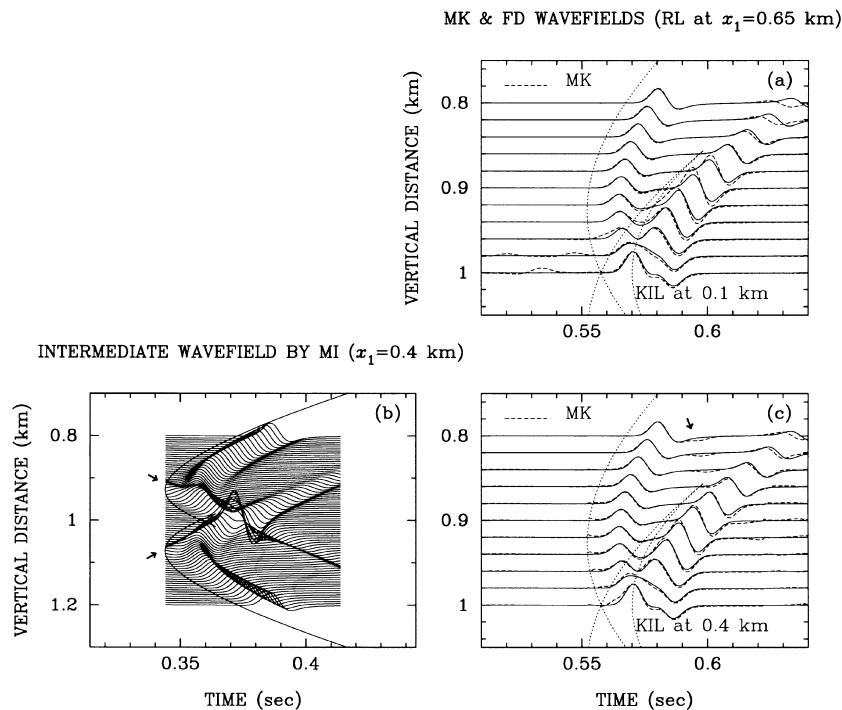 MK & FD WAVEFIELDS (RL at x₁=0.65 km)
MK
(a)
0.8
0.9
1
VERTICAL DISTANCE (km)
KIL at 0.1 km
0.55
0.6
INTERMEDIATE WAVEFIELD BY MI (x₁=0.4 km)
(b)
0.8
1
1.2
VERTICAL DISTANCE (km)
0.35
0.4
TIME (sec)
MK
(c)
0.8
0.9
1
VERTICAL DISTANCE (km)
KIL at 0.4 km
0.55
0.6
TIME (sec)